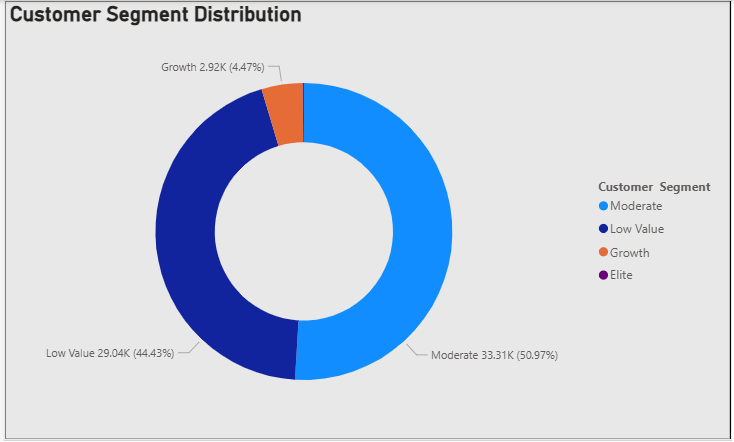 Customer Segment Distribution
Growth 2.92K (4.47%)
Customer Segment
Moderate
Low Value
Growth
Elite
Low Value 29.04K (44.43%)
Moderate 33.31K (50.97%)